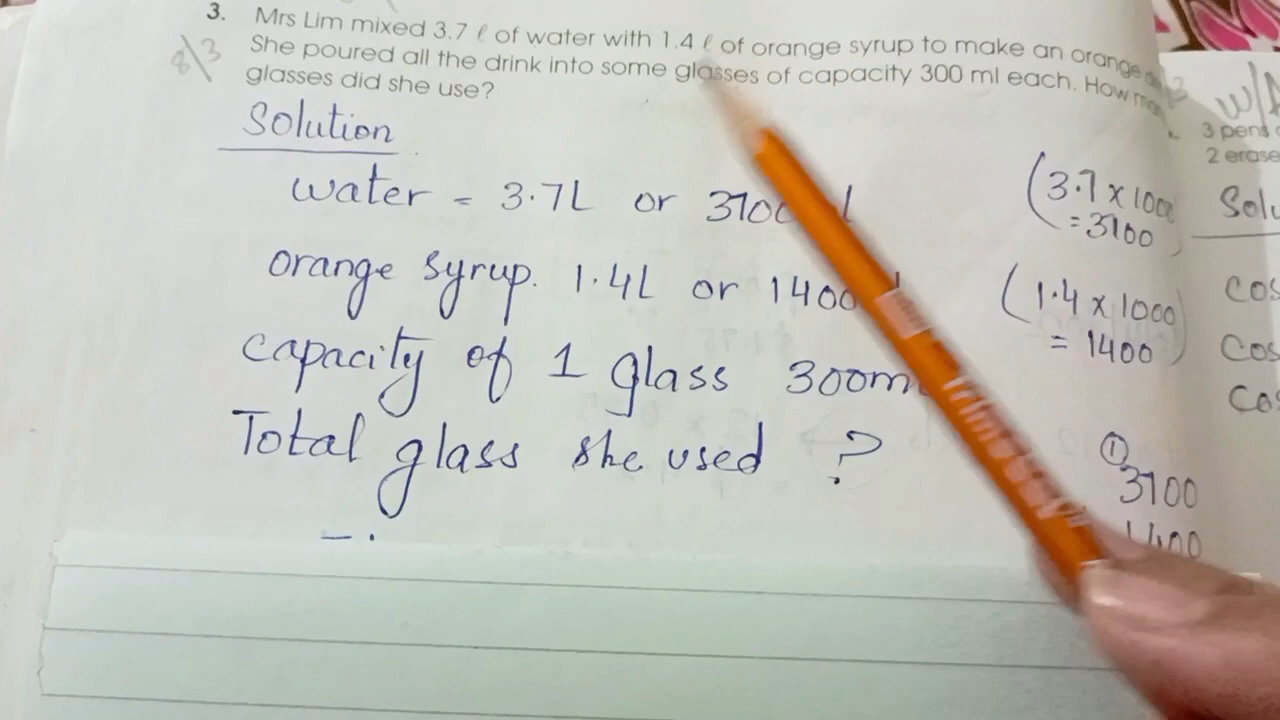 3. Mrs Lim mixed 3.7 ℓ of water with 1.4 ℓ of orange syrup to make an orange
She poured all the drink into some glasses of capacity 300 ml each. How
glasses did she use?
8\3
Solution
water = 3.7L or 3700
(3.7 x 1000
= 3700
orange syrup. 1.4L or 1400
(1.4 x 1000)
= 1400
capacity of 1 glass 300m
Total glass she used ?
①
3700
1400
w/
3 pens
2 erase
Solu
cos
cos
cos
Trimax